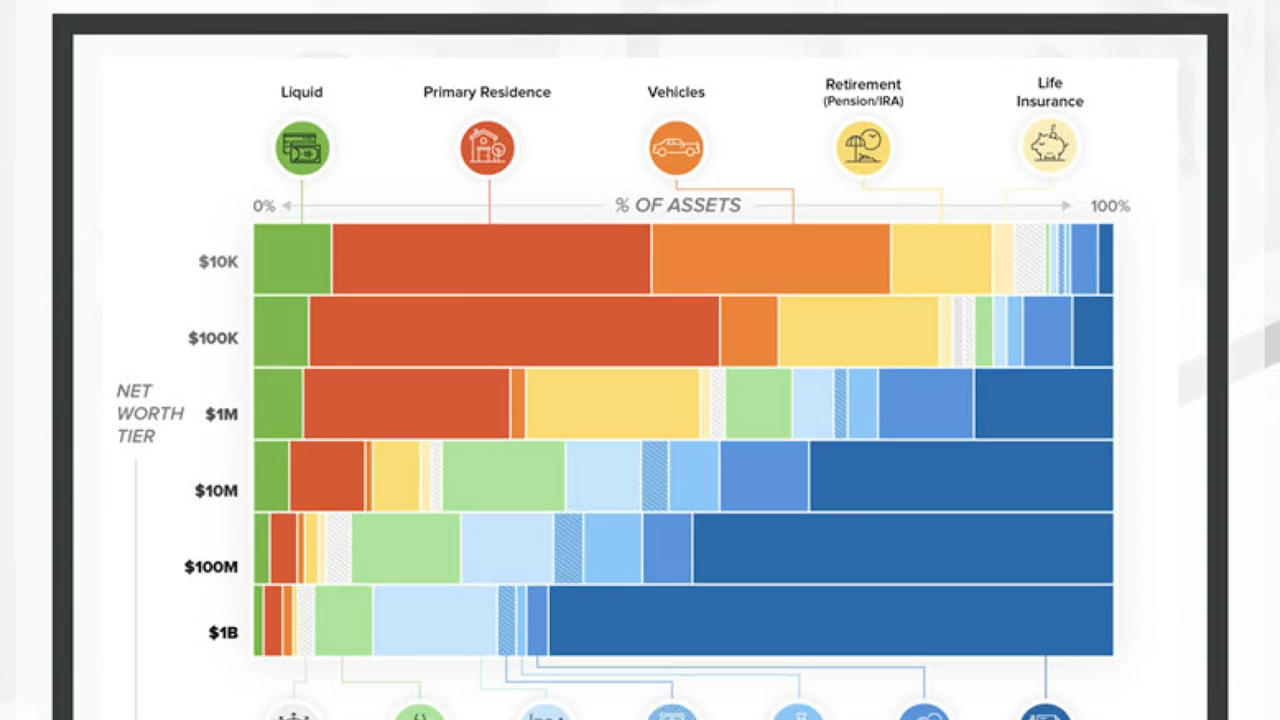 Liquid
Primary Residence
Vehicles
Retirement
(Pension/IRA)
Life
Insurance
0%
% OF ASSETS
100%
$10K
$100K
NET
WORTH
TIER
$1M
$10M
$100M
$1B